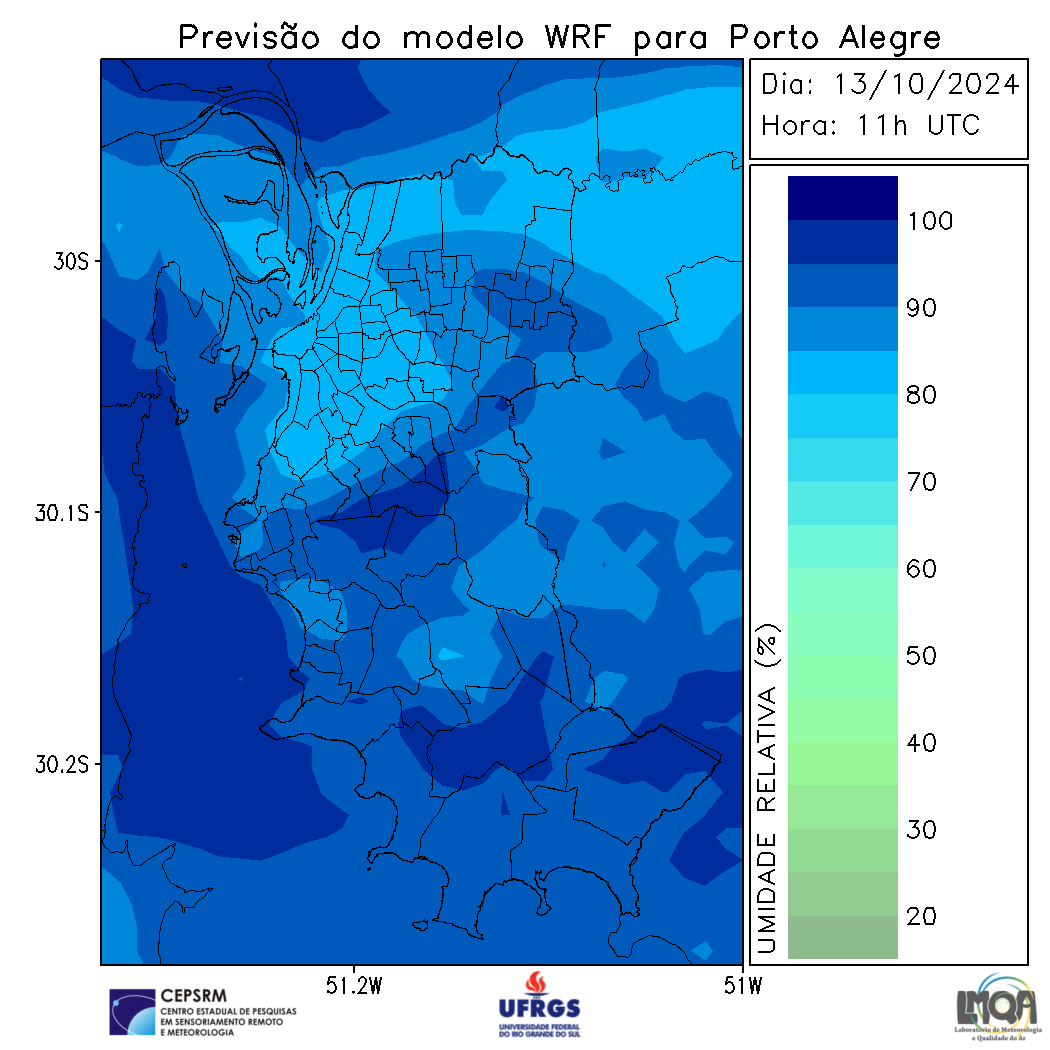 Previsão do modelo WRF para Porto Alegre
Dia: 13/10/2024
Hora: 11h UTC
30S
30.1S
30.2S
51.2W
51W
UMIDADE RELATIVA (%)
100
90
80
70
60
50
40
30
20
CEPSRM
CENTRO ESTADUAL DE PESQUISAS
EM SENSORIAMENTO REMOTO
E METEOROLOGIA
UFRGS
UNIVERSIDADE FEDERAL
DO RIO GRANDE DO SUL
LMQA
Laboratório de Meteorologia
e Qualidade do Ar